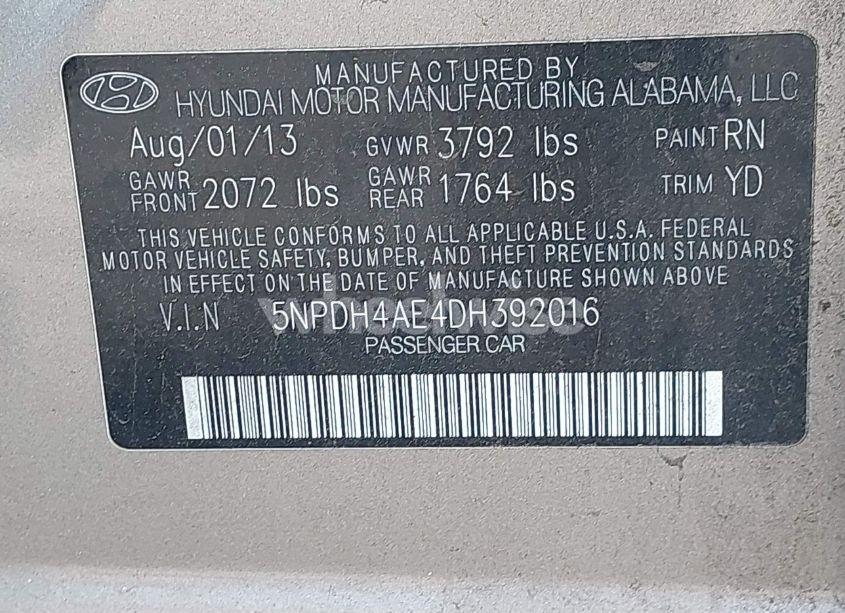 MANUFACTURED BY
HYUNDAI MOTOR MANUFACTURING ALABAMA, LLC
Aug/01/13 GVWR 3792 lbs PAINT RN
GAWR FRONT 2072 lbs GAWR REAR 1764 lbs TRIM YD
THIS VEHICLE CONFORMS TO ALL APPLICABLE U.S.A. FEDERAL
MOTOR VEHICLE SAFETY, BUMPER, AND THEFT PREVENTION STANDARDS
IN EFFECT ON THE DATE OF MANUFACTURE SHOWN ABOVE
V.I.N 5NPDH4AE4DH392016
PASSENGER CAR